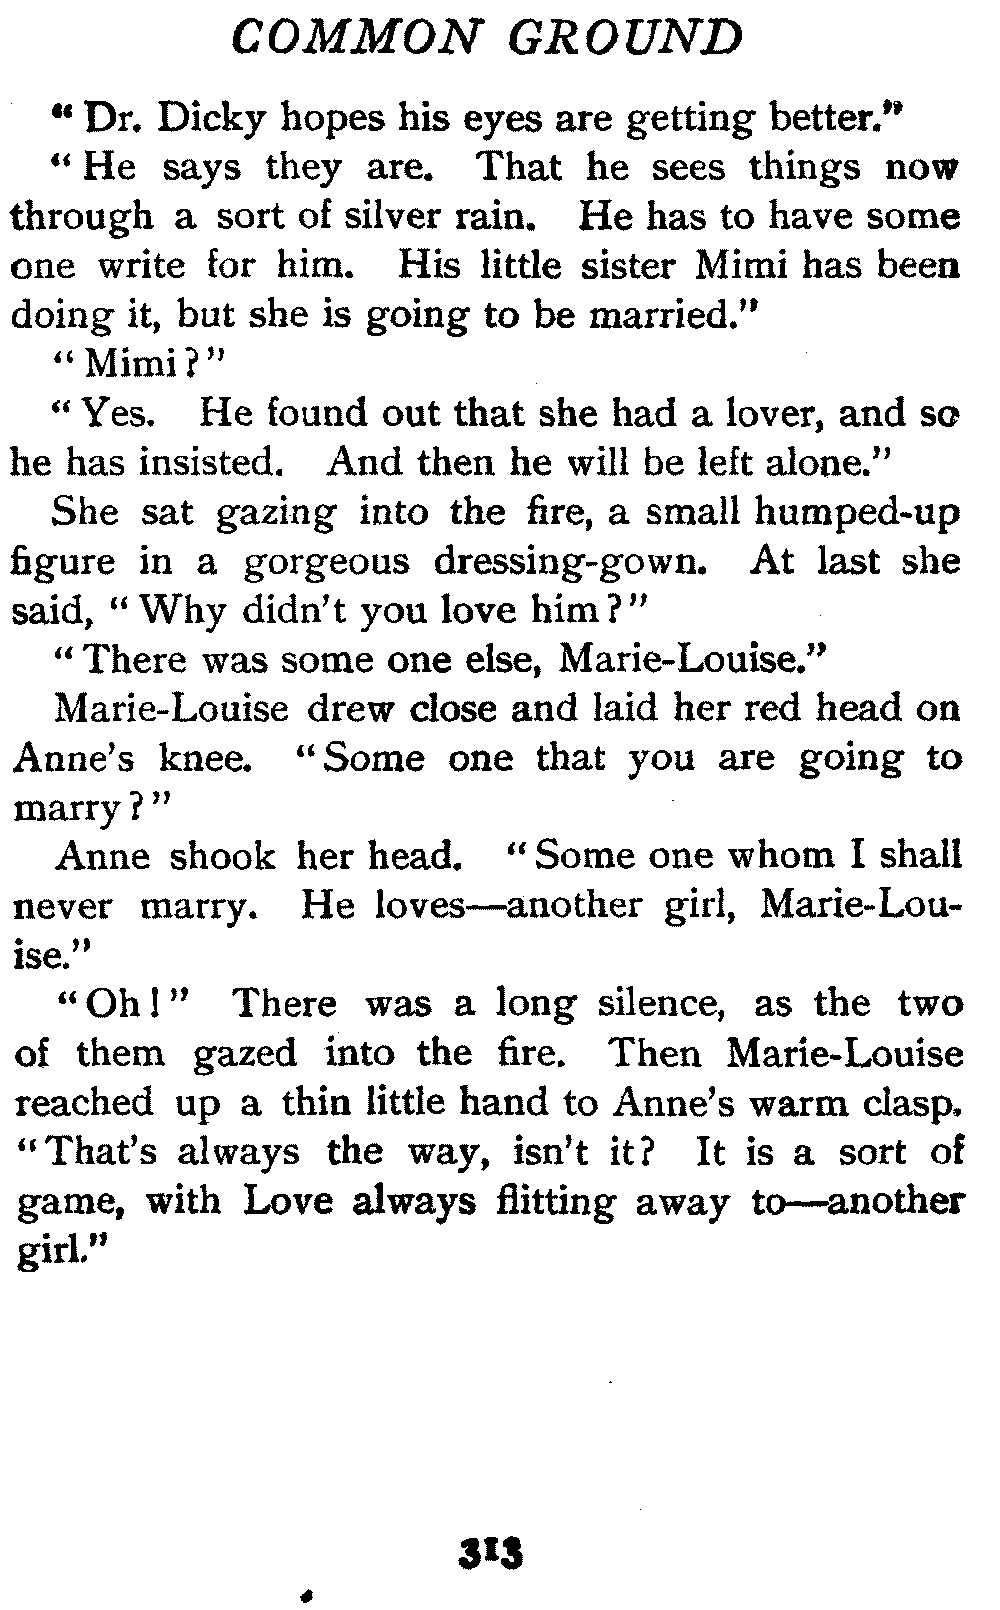 COMMON GROUND
“ Dr. Dicky hopes his eyes are getting better.”
“ He says they are. That he sees things now
through a sort of silver rain. He has to have some
one write for him. His little sister Mimi has been
doing it, but she is going to be married.”
“ Mimi ? ”
“ Yes. He found out that she had a lover, and so
he has insisted. And then he will be left alone.”
She sat gazing into the fire, a small humped-up
figure in a gorgeous dressing-gown. At last she
said, “ Why didn’t you love him ? ”
“ There was some one else, Marie-Louise.”
Marie-Louise drew close and laid her red head on
Anne’s knee. “ Some one that you are going to
marry ? ”
Anne shook her head. “ Some one whom I shall
never marry. He loves—another girl, Marie-Lou-
ise.”
“ Oh ! ” There was a long silence, as the two
of them gazed into the fire. Then Marie-Louise
reached up a thin little hand to Anne’s warm clasp.
“ That’s always the way, isn’t it? It is a sort of
game, with Love always flitting away to—another
girl.”
313